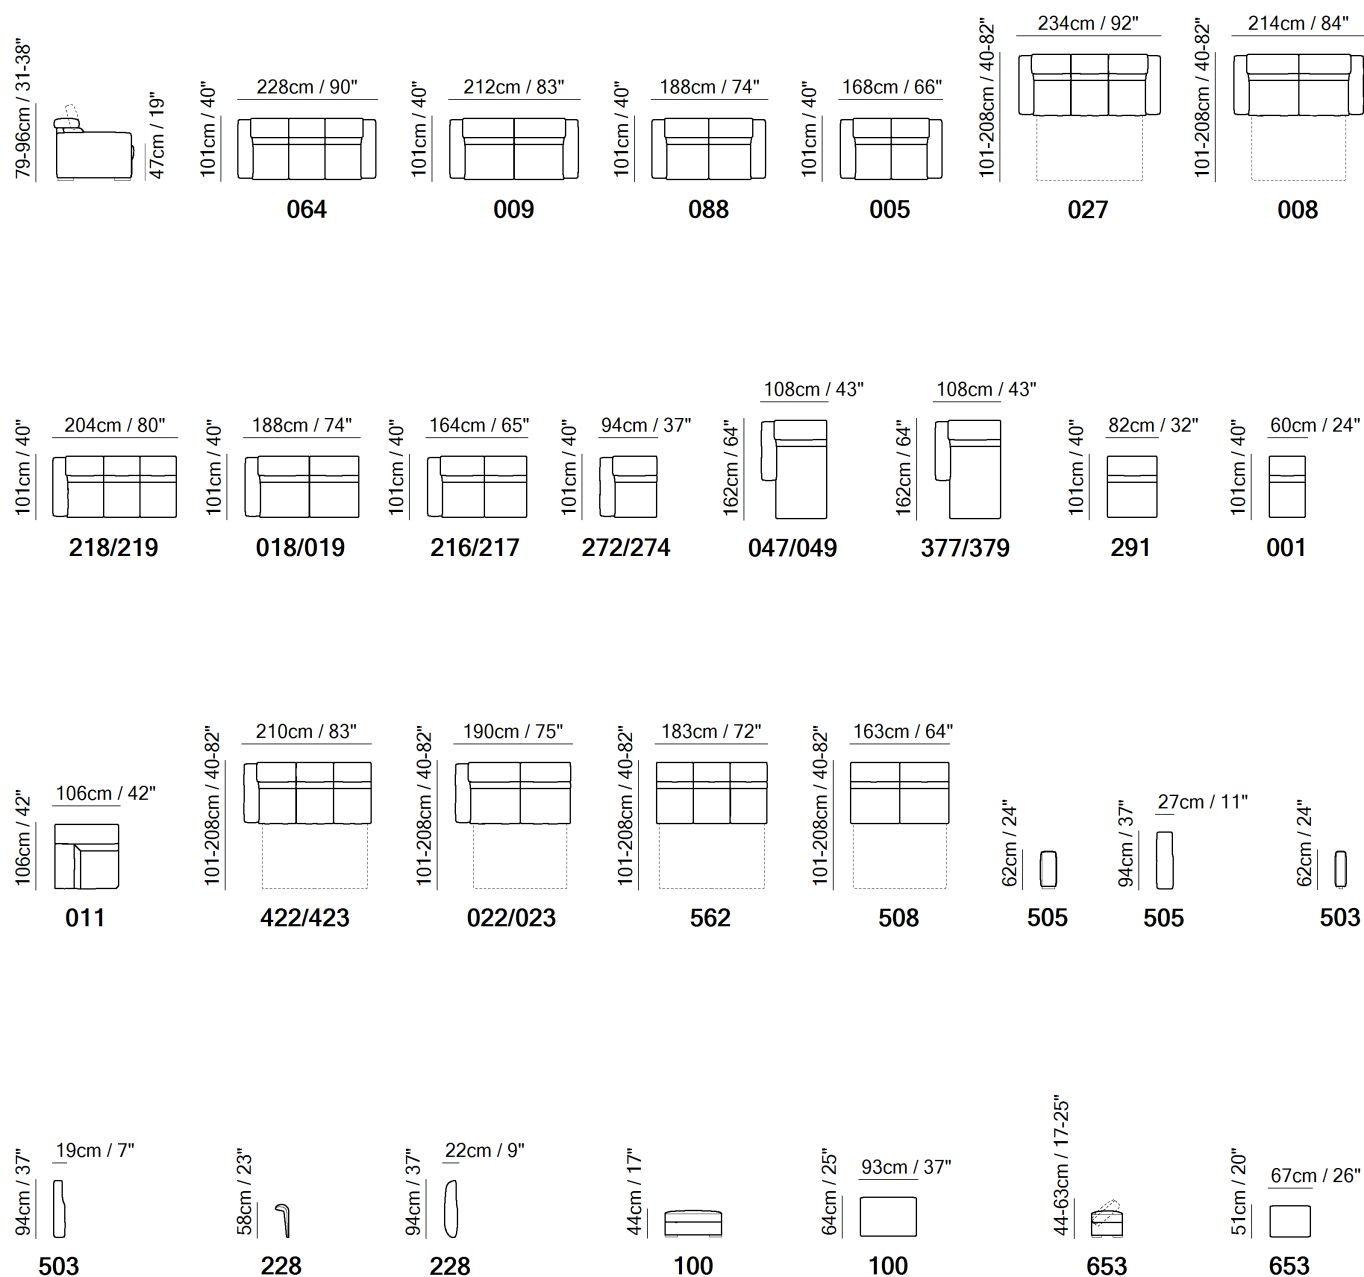 79-96cm / 31-38"
47cm / 19"
101cm / 40"
228cm / 90"
064
101cm / 40"
212cm / 83"
009
101cm / 40"
188cm / 74"
088
101cm / 40"
168cm / 66"
005
101-208cm / 40-82"
234cm / 92"
027
101-208cm / 40-82"
214cm / 84"
008
101cm / 40"
204cm / 80"
218/219
101cm / 40"
188cm / 74"
018/019
101cm / 40"
164cm / 65"
216/217
101cm / 40"
94cm / 37"
272/274
162cm / 64"
108cm / 43"
047/049
162cm / 64"
108cm / 43"
377/379
101cm / 40"
82cm / 32"
291
101cm / 40"
60cm / 24"
001
106cm / 42"
106cm / 42"
011
101-208cm / 40-82"
210cm / 83"
422/423
101-208cm / 40-82"
190cm / 75"
022/023
101-208cm / 40-82"
183cm / 72"
562
101-208cm / 40-82"
163cm / 64"
508
62cm / 24"
505
94cm / 37"
27cm / 11"
505
62cm / 24"
503
94cm / 37"
19cm / 7"
503
58cm / 23"
228
94cm / 37"
22cm / 9"
228
44cm / 17"
100
64cm / 25"
93cm / 37"
100
44-63cm / 17-25"
653
51cm / 20"
67cm / 26"
653